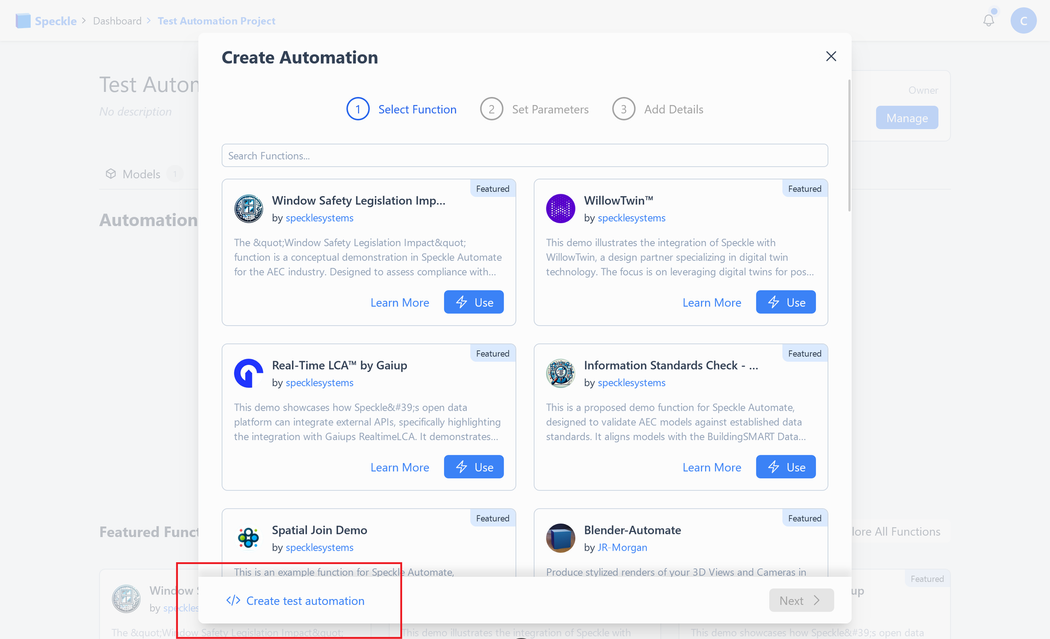 Speckle > Dashboard > Test Automation Project
C
Create Automation
Test Autom
No description
Owner
Manage
1 Select Function 2 Set Parameters 3 Add Details
Models 1
Search Functions...
Automation
Featured
Window Safety Legislation Imp...
by specklesystems
The &quot;Window Safety Legislation Impact&quot;
function is a conceptual demonstration in Speckle Automate
for the AEC industry. Designed to assess compliance with...
Learn More Use
Featured
WillowTwin™
by specklesystems
This demo illustrates the integration of Speckle with
WillowTwin, a design partner specializing in digital twin
technology. The focus is on leveraging digital twins for pos...
Learn More Use
Featured
Real-Time LCA™ by Gaiup
by specklesystems
This demo showcases how Speckle&#39;s open data
platform can integrate external APIs, specifically highlighting
the integration with Gaiups RealtimeLCA. It demonstrates...
Learn More Use
Featured
Information Standards Check - ...
by specklesystems
This is a proposed demo function for Speckle Automate,
designed to validate AEC models against established data
standards. It aligns models with the BuildingSMART Data...
Learn More Use
Featured
Spatial Join Demo
by specklesystems
This is an example function for Speckle Automate,
Featured
Blender-Automate
by JR-Morgan
Produce stylized renders of your 3D Views and Cameras in
Featured Funct
lore All Functions
Window S
by speckles
Featured
up
</> Create test automation
Next >
The &quot;Window Safety Legislation Impact&quot;
This demo illustrates the integration of Speckle with
This demo showcases how Speckle&#39;s open data